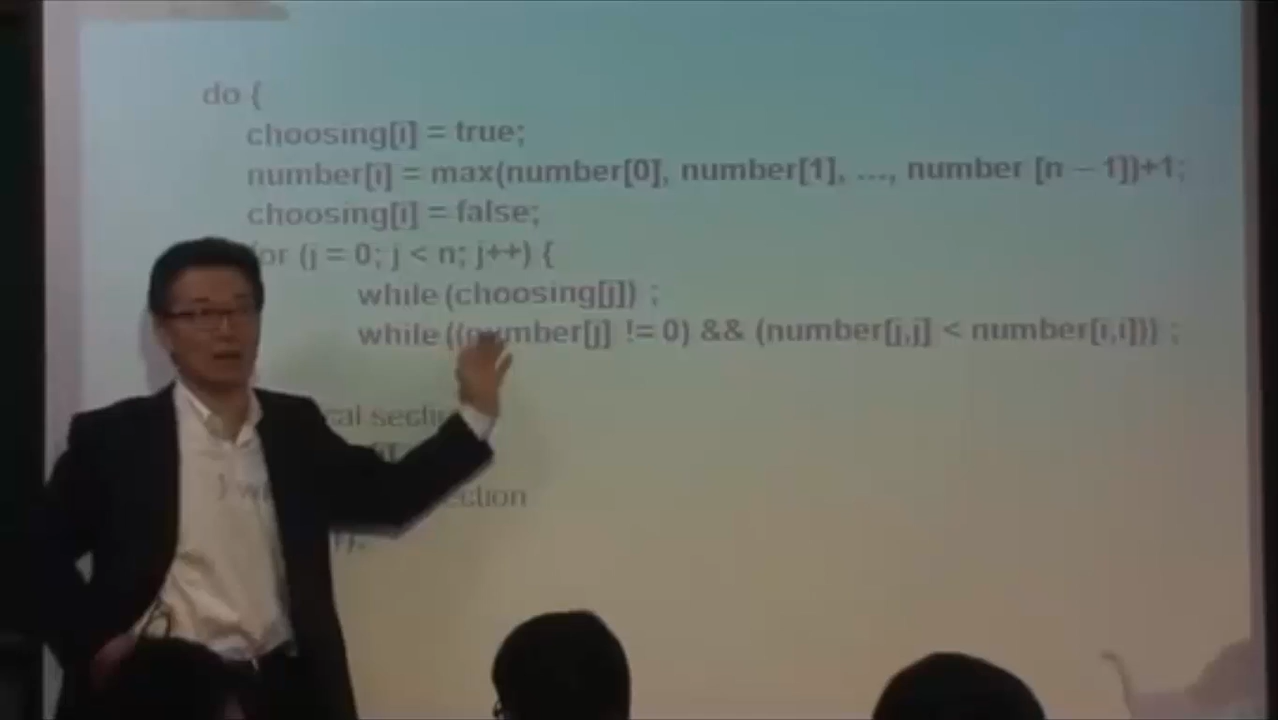 do {
choosing[i] = true;
number[i] = max(number[0], number[1], ..., number [n – 1])+1;
choosing[i] = false;
for (j = 0; j < n; j++) {
while (choosing[j]) ;
while ((number[j] != 0) && (number[j,j] < number[i,i])) ;